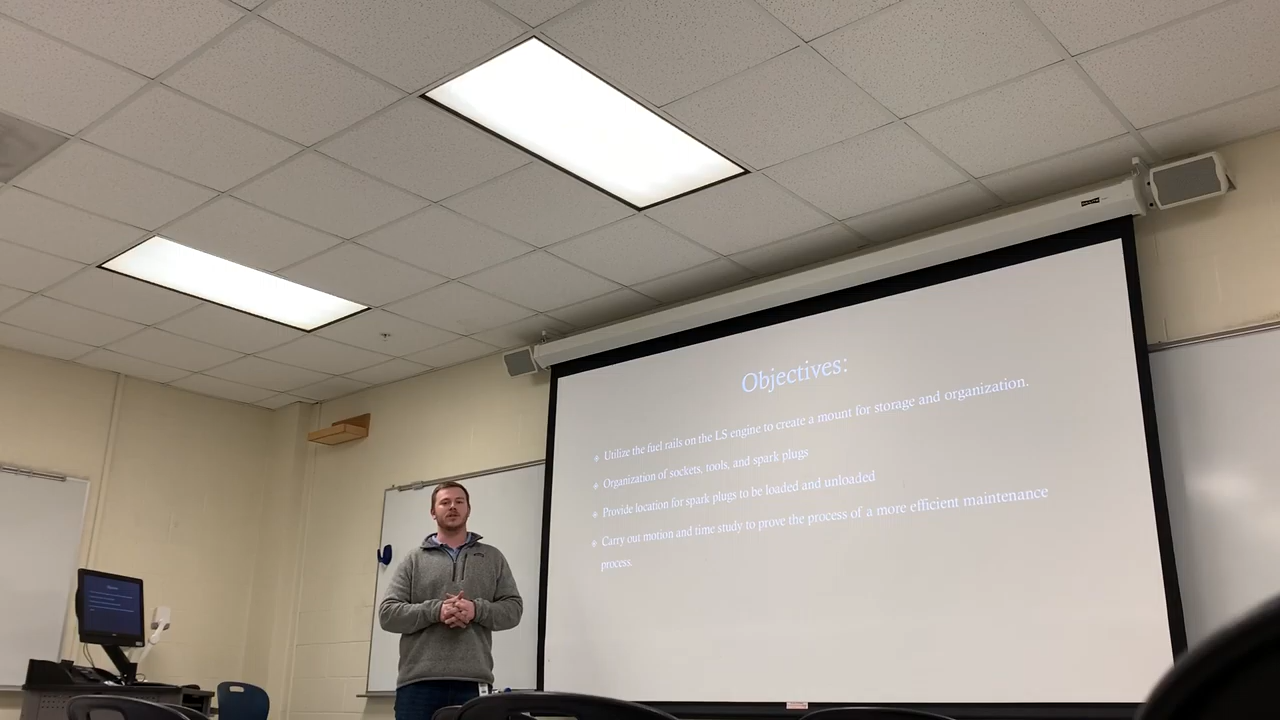 Objectives:
Utilize the fuel rails on the LS engine to create a mount for storage and organization.
Organization of sockets, tools, and spark plugs
Provide location for spark plugs to be loaded and unloaded
Carry out motion and time study to prove the process of a more efficient maintenance
process.